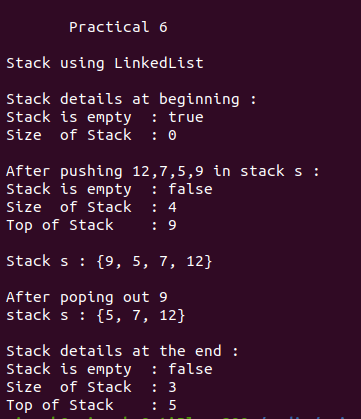 Practical 6
Stack using LinkedList
Stack details at beginning :
Stack is empty  : true
Size  of Stack  : 0
After pushing 12,7,5,9 in stack s :
Stack is empty  : false
Size  of Stack  : 4
Top of Stack    : 9
Stack s : {9, 5, 7, 12}
After poping out 9
stack s : {5, 7, 12}
Stack details at the end :
Stack is empty  : false
Size  of Stack  : 3
Top of Stack    : 5